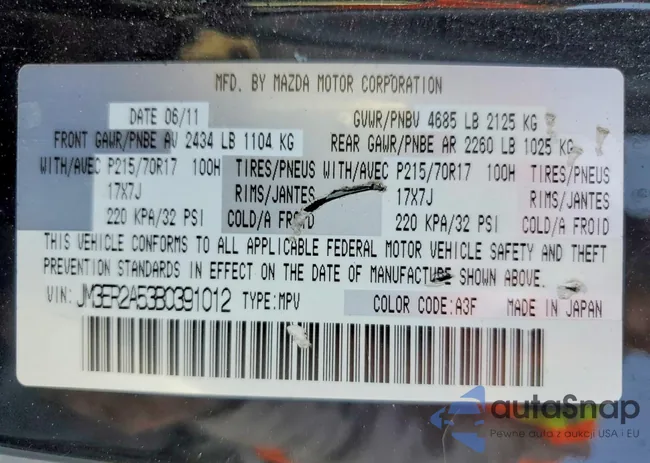 MFD. BY MAZDA MOTOR CORPORATION
DATE 06/11 GVWR/PNBV 4685 LB 2125 KG
FRONT GAWR/PNBE AV 2434 LB 1104 KG REAR GAWR/PNBE AR 2260 LB 1025 KG
WITH/AVEC P215/70R17 100H TIRES/PNEUS WITH/AVEC P215/70R17 100H TIRES/PNEUS
17X7J RIMS/JANTES 17X7J RIMS/JANTES
220 KPA/32 PSI COLD/A FROID 220 KPA/32 PSI COLD/A FROID
THIS VEHICLE CONFORMS TO ALL APPLICABLE FEDERAL MOTOR VEHICLE SAFETY AND THEFT
PREVENTION STANDARDS IN EFFECT ON THE DATE OF MANUFACTURE SHOWN ABOVE.
VIN: JM3ER2A53B0391012 TYPE:MPV COLOR CODE:A3F MADE IN JAPAN
autoSnap
Pewne auta z aukcji USA i EU